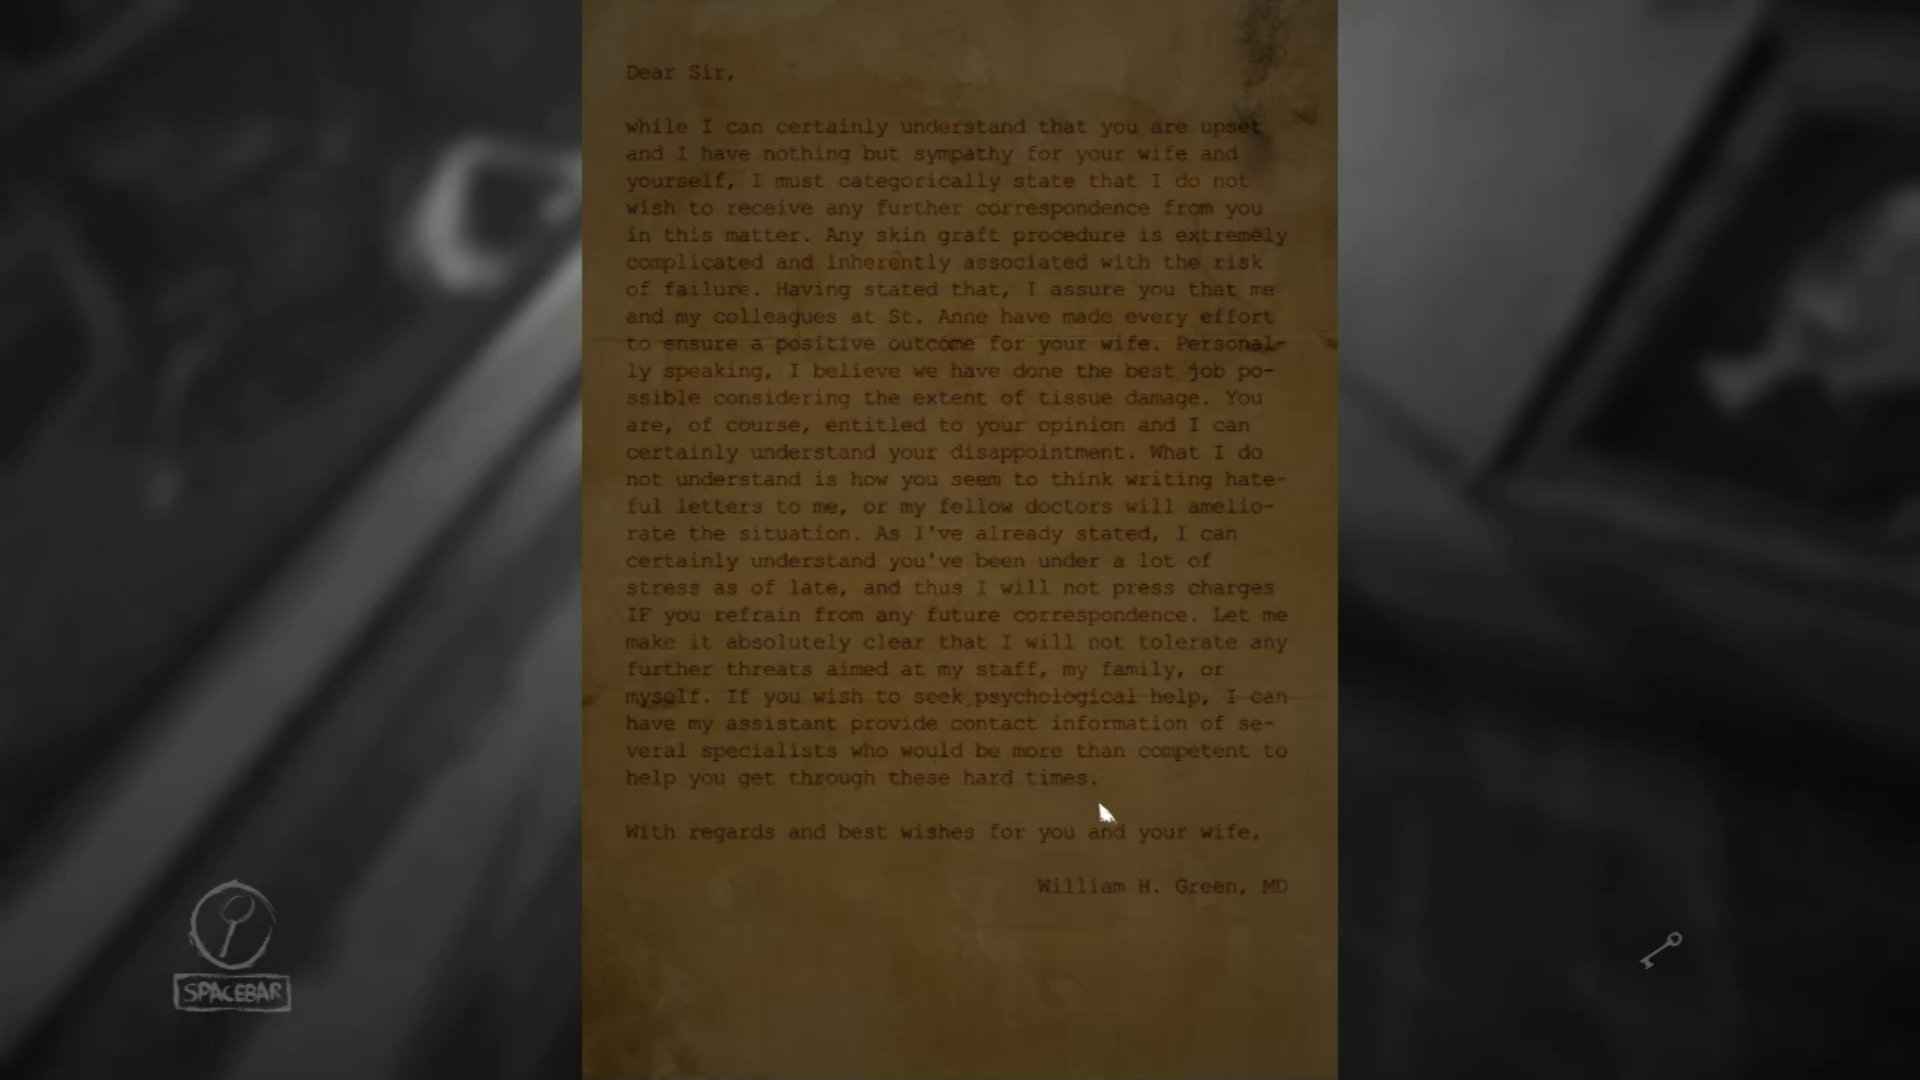 Dear Sir,
while I can certainly understand that you are upset
and I have nothing but sympathy for your wife and
yourself, I must categorically state that I do not
wish to receive any further correspondence from you
in this matter. Any skin graft procedure is extremely
complicated and inherently associated with the risk
of failure. Having stated that, I assure you that me
and my colleagues at St. Anne have made every effort
to ensure a positive outcome for your wife. Personal-
ly speaking, I believe we have done the best job po-
ssible considering the extent of tissue damage. You
are, of course, entitled to your opinion and I can
certainly understand your disappointment. What I do
not understand is how you seem to think writing hate-
ful letters to me, or my fellow doctors will amelio-
rate the situation. As I've already stated, I can
certainly understand you've been under a lot of
stress as of late, and thus I will not press charges
IF you refrain from any future correspondence. Let me
make it absolutely clear that I will not tolerate any
further threats aimed at my staff, my family, or
myself. If you wish to seek psychological help, I can
have my assistant provide contact information of se-
veral specialists who would be more than competent to
help you get through these hard times.
With regards and best wishes for you and your wife,
William H. Green, MD
SPACEBAR